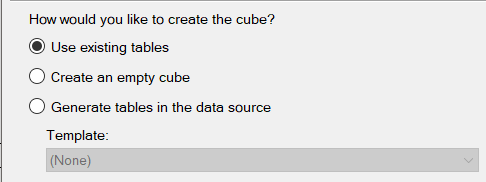 How would you like to create the cube?
Use existing tables
Create an empty cube
Generate tables in the data source
Template:
(None)